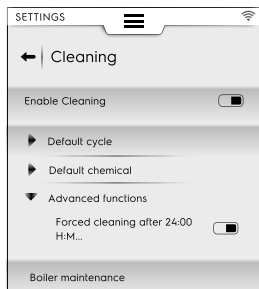 SETTINGS
Cleaning
Enable Cleaning
Default cycle
Default chemical
Advanced functions
Forced cleaning after 24:00
H:M...
Boiler maintenance